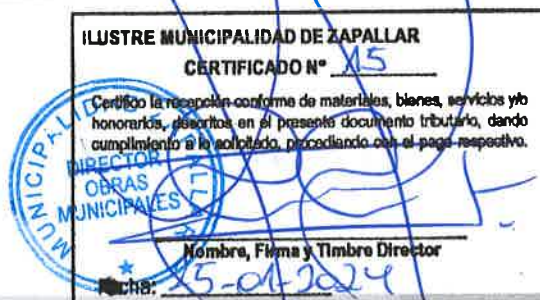 ILUSTRE MUNICIPALIDAD DE ZAPALLAR
CERTIFICADO N° 15
Certifico la recepción conforme de materiales, bienes, servicios y/o
honorarios, descritos en el presente documento tributario, dando
cumplimiento a lo solicitado, procediendo con el pago respectivo.
MUNICIPALIDAD
DIRECTOR
OBRAS
MUNICIPALES
Nombre, Firma y Timbre Director
Fecha: 25-01-2024